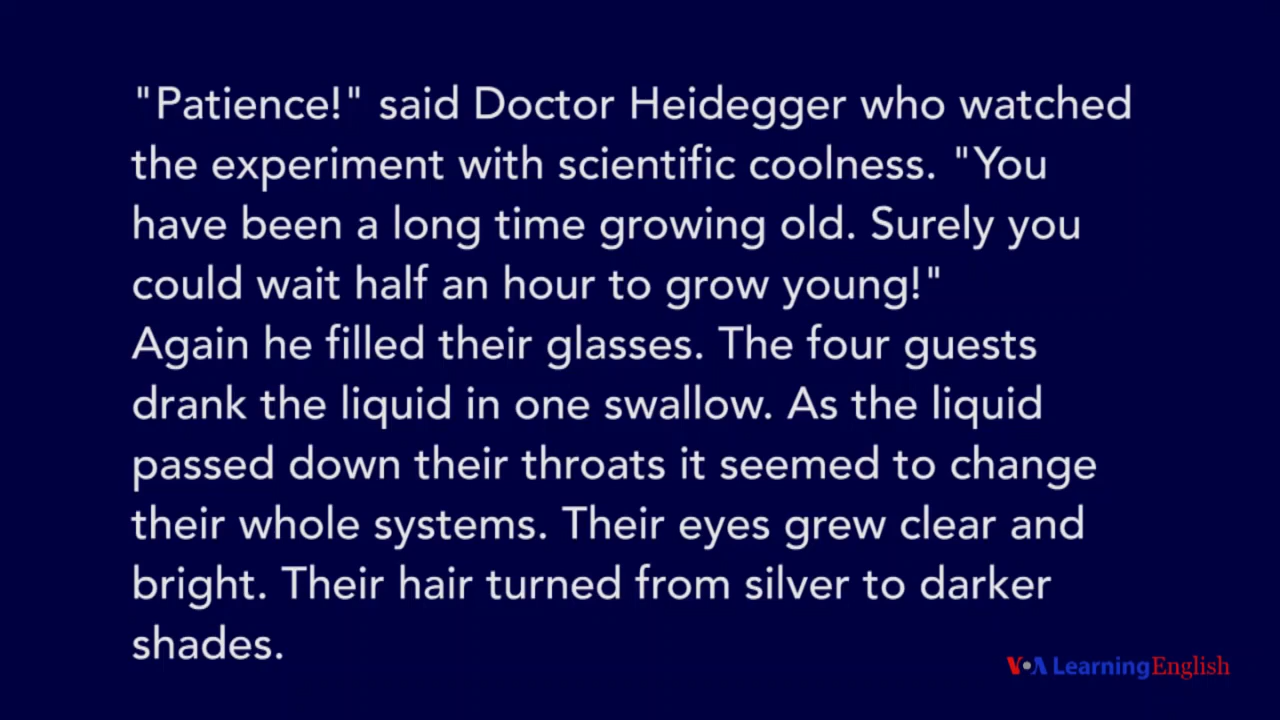 "Patience!" said Doctor Heidegger who watched
the experiment with scientific coolness. "You
have been a long time growing old. Surely you
could wait half an hour to grow young!"
Again he filled their glasses. The four guests
drank the liquid in one swallow. As the liquid
passed down their throats it seemed to change
their whole systems. Their eyes grew clear and
bright. Their hair turned from silver to darker
shades.
VOA Learning English